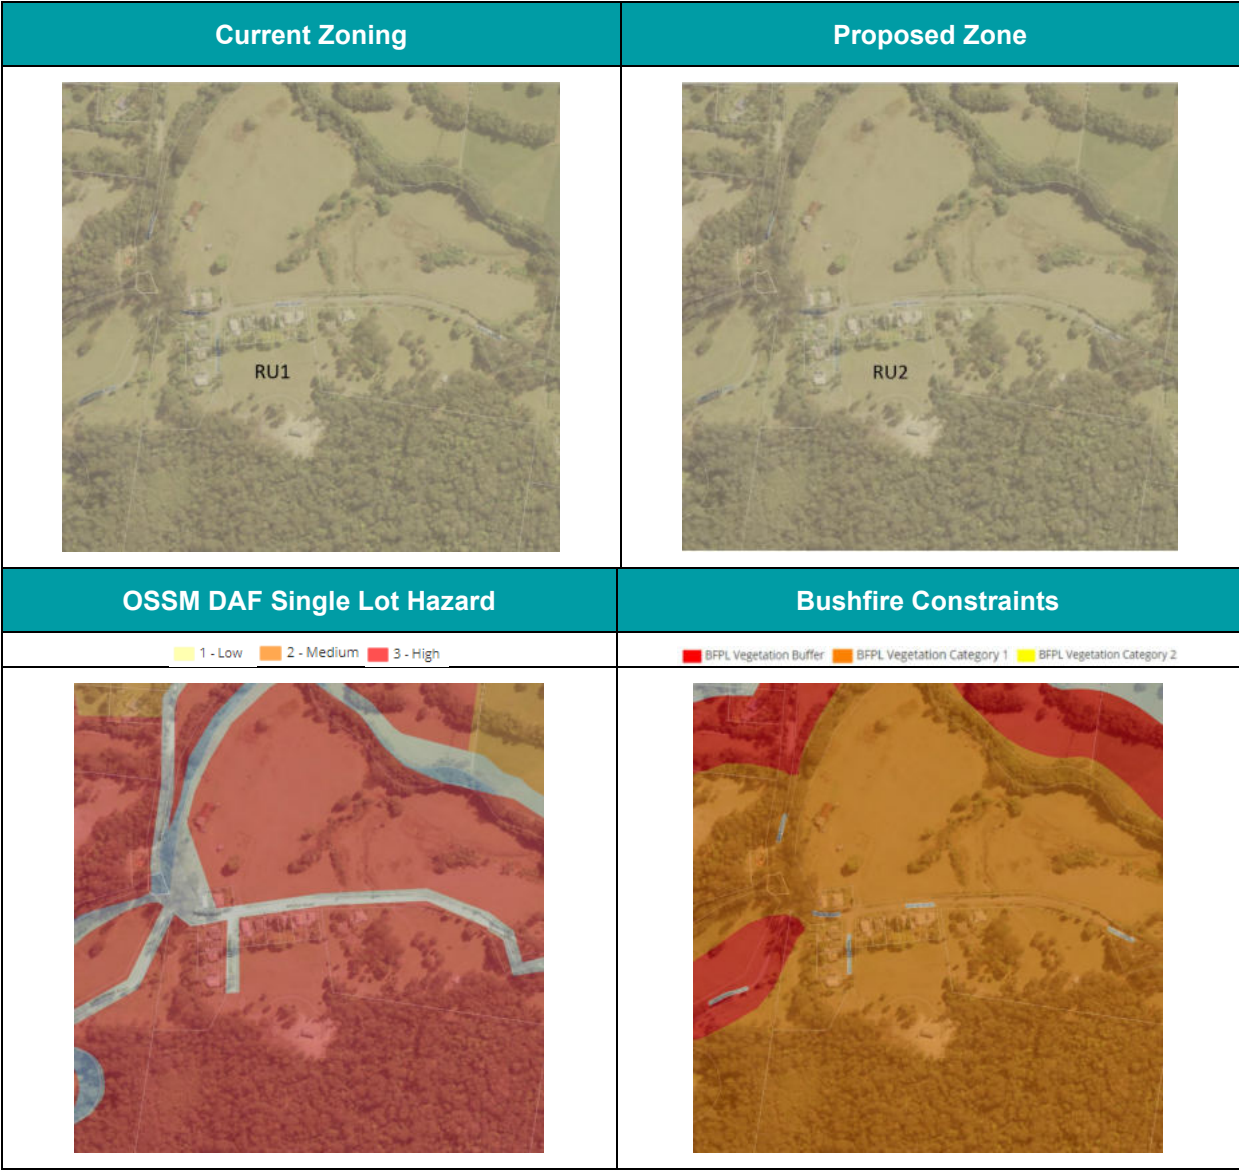 Current Zoning
Proposed Zone
RU1
RU2
OSSM DAF Single Lot Hazard
Bushfire Constraints
1 - Low
2 - Medium
3 - High
BFPL Vegetation Buffer
BFPL Vegetation Category 1
BFPL Vegetation Category 2